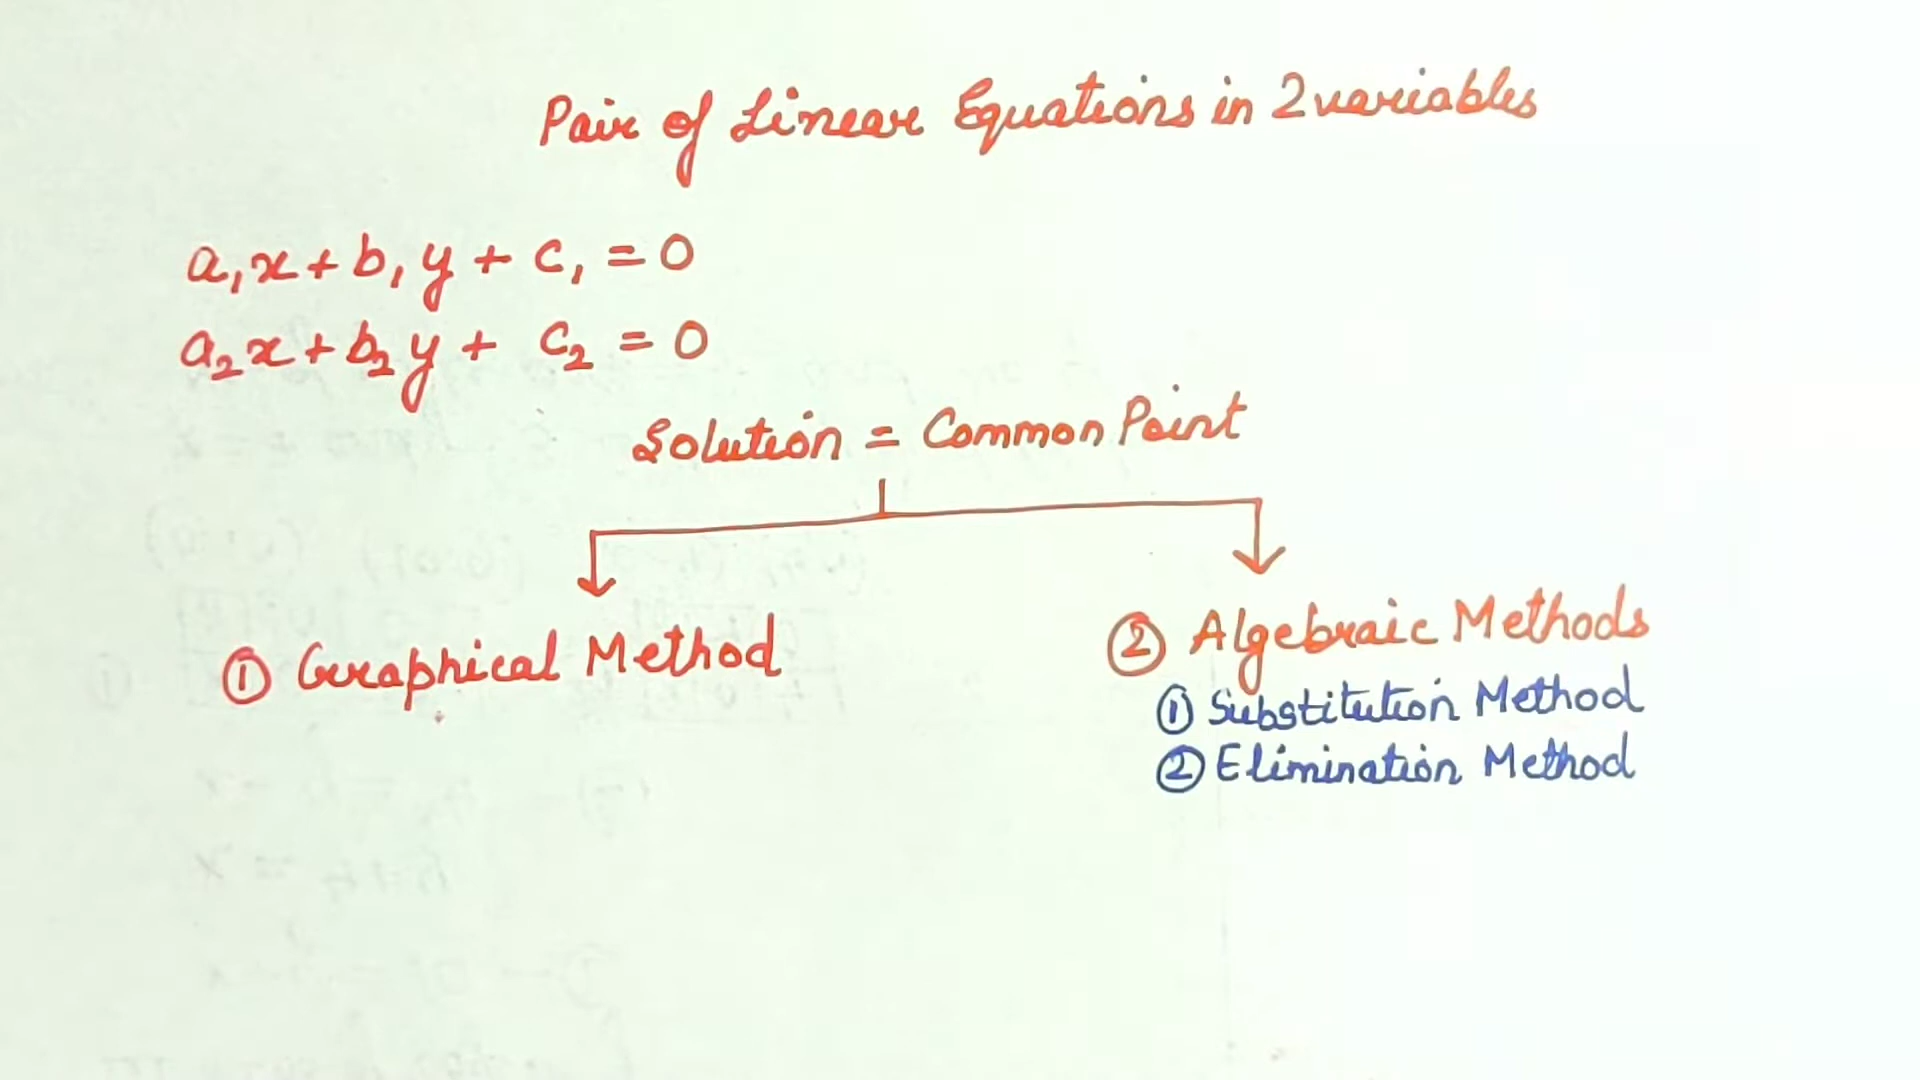 Pair of Linear Equations in 2 variables
a₁x + b₁y + c₁ = 0
a₂x + b₂y + c₂ = 0
Solution = Common Point
① Graphical Method
② Algebraic Methods
① Substitution Method
② Elimination Method